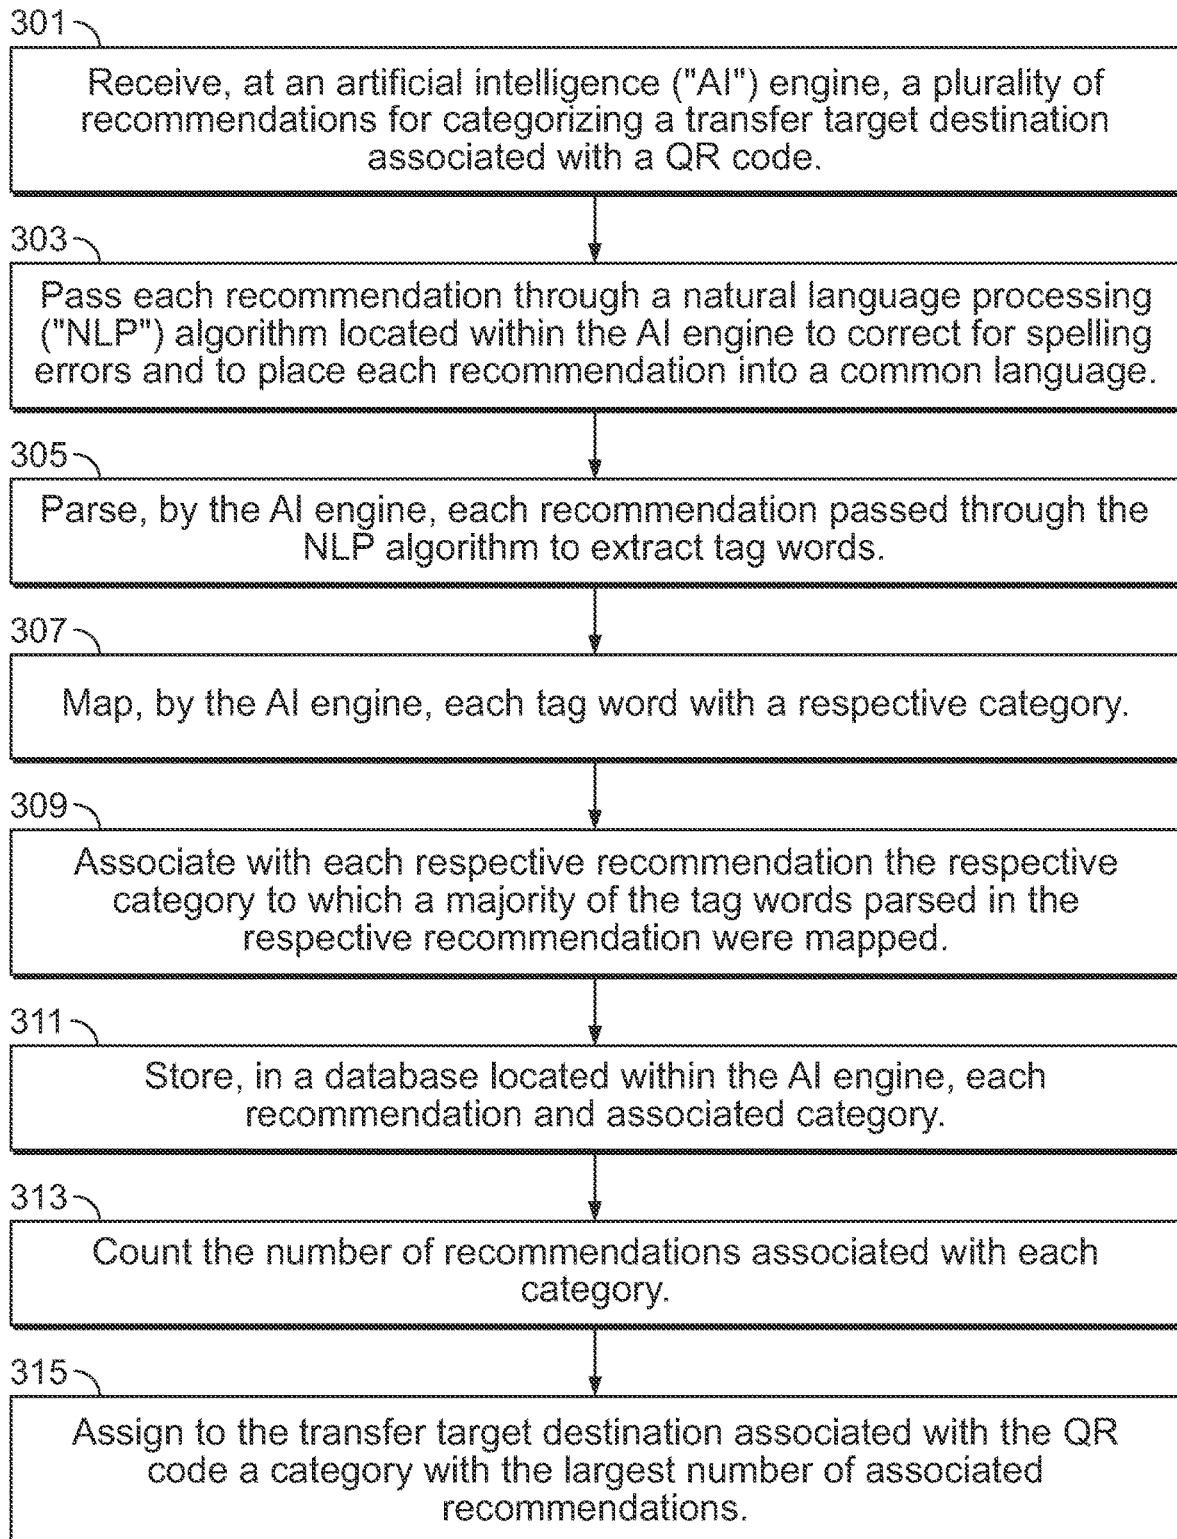 301
Receive, at an artificial intelligence ("AI") engine, a plurality of
recommendations for categorizing a transfer target destination
associated with a QR code.
303
Pass each recommendation through a natural language processing
("NLP") algorithm located within the AI engine to correct for spelling
errors and to place each recommendation into a common language.
305
Parse, by the AI engine, each recommendation passed through the
NLP algorithm to extract tag words.
307
Map, by the AI engine, each tag word with a respective category.
309
Associate with each respective recommendation the respective
category to which a majority of the tag words parsed in the
respective recommendation were mapped.
311
Store, in a database located within the AI engine, each
recommendation and associated category.
313
Count the number of recommendations associated with each
category.
315
Assign to the transfer target destination associated with the QR
code a category with the largest number of associated
recommendations.